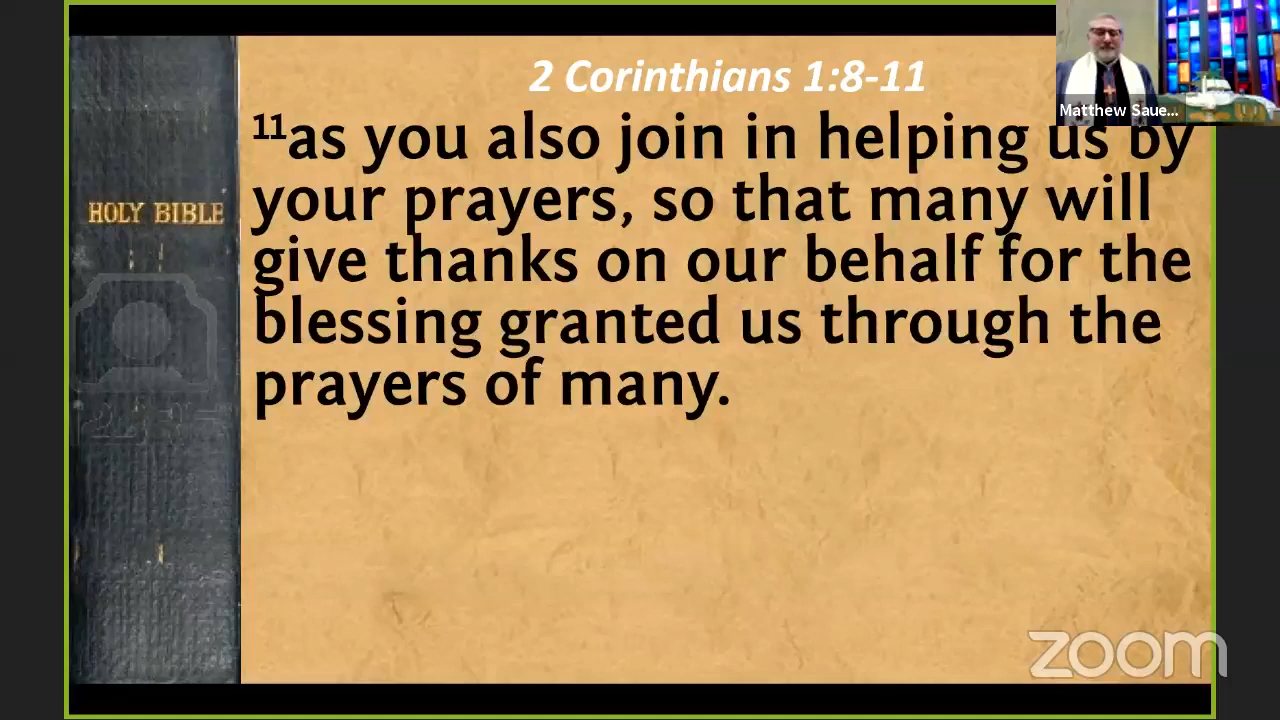 2 Corinthians 1:8-11
Matthew Saue...
11as you also join in helping us by
your prayers, so that many will
give thanks on our behalf for the
blessing granted us through the
prayers of many.
HOLY BIBLE
zoom